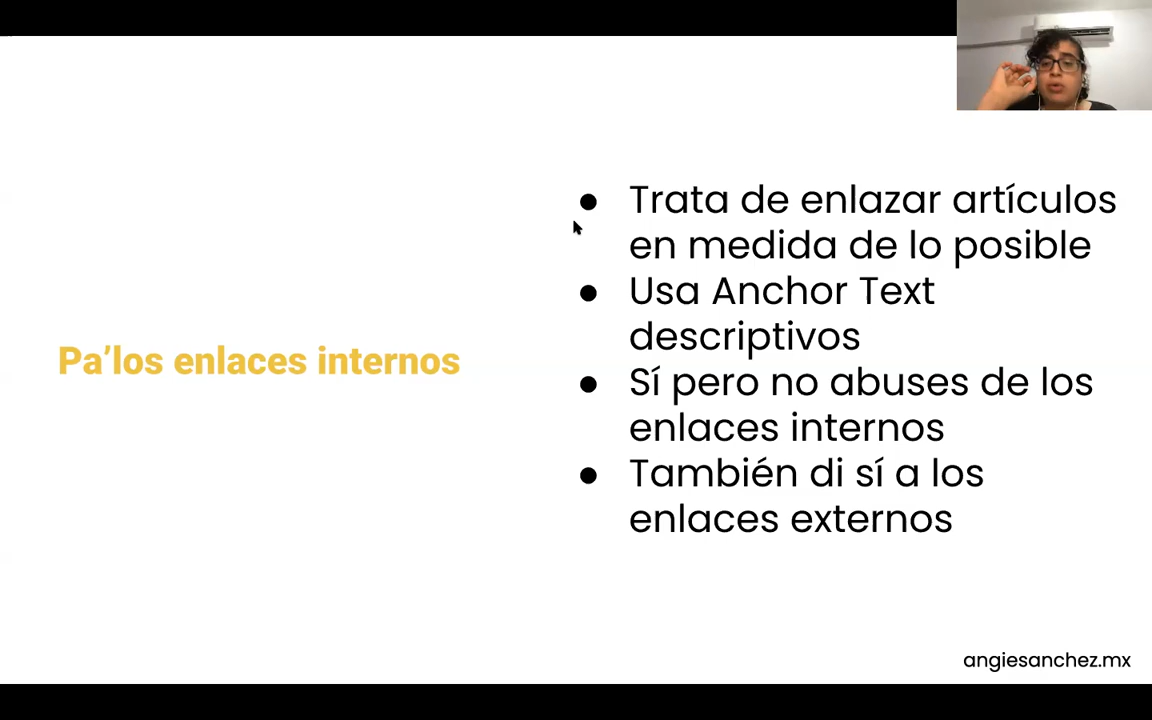 Pa’los enlaces internos
● Trata de enlazar artículos
en medida de lo posible
● Usa Anchor Text
descriptivos
● Sí pero no abuses de los
enlaces internos
● También di sí a los
enlaces externos
angiesanchez.mx